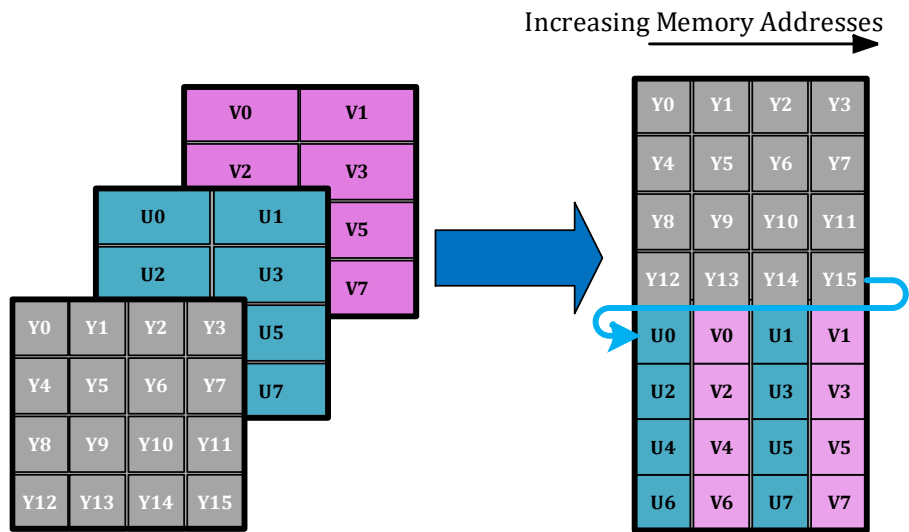 Increasing Memory Addresses
V0 V1
V2 V3
V5
V7
U0 U1
U2 U3
U5
U7
Y0 Y1 Y2 Y3
Y4 Y5 Y6 Y7
Y8 Y9 Y10 Y11
Y12 Y13 Y14 Y15
Y0 Y1 Y2 Y3
Y4 Y5 Y6 Y7
Y8 Y9 Y10 Y11
Y12 Y13 Y14 Y15
U0 V0 U1 V1
U2 V2 U3 V3
U4 V4 U5 V5
U6 V6 U7 V7